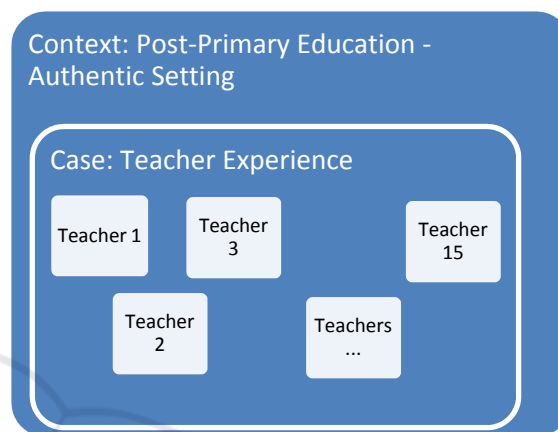 Context: Post-Primary Education -
Authentic Setting
Case: Teacher Experience
Teacher 1
Teacher
3
Teacher
15
Teacher
2
Teachers
...